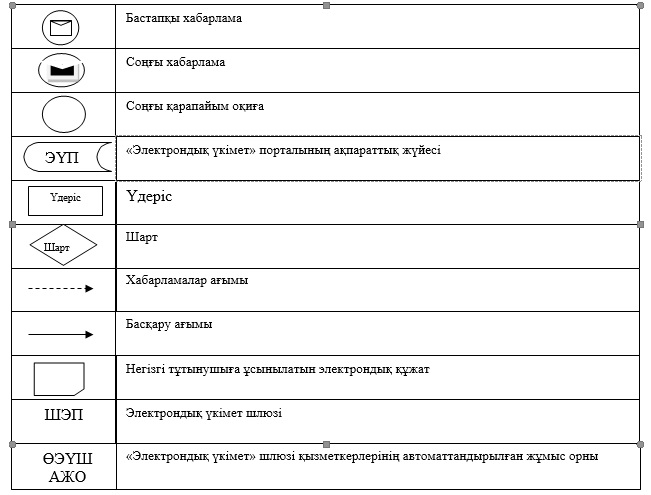 Бастапқы хабарлама
Соңғы хабарлама
Соңғы қарапайым оқиға
ЭҮП
«Электрондық үкімет» порталының ақпараттық жүйесі
Үдеріс
Үдеріс
Шарт
Шарт
Хабарламалар ағымы
Басқару ағымы
Негізгі тұтынушыға ұсынылатын электрондық құжат
ШЭП
Электрондық үкімет шлюзі
ӨЭҮШ
АЖО
«Электрондық үкімет» шлюзі қызметкерлерінің автоматтандырылған жұмыс орны